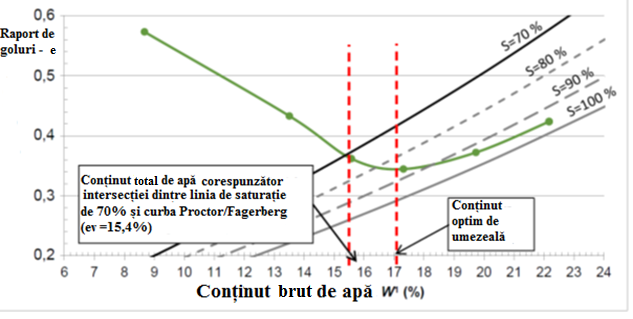 0,6
Raport de
goluri - e
0,5
0,4
0,3
0,2
S=70 %
S=80 %
S=90 %
S=100 %
Conținut total de apă corespunzător
intersecției dintre linia de saturație
de 70% și curba Proctor/Fagerberg
(ev =15,4%)
Conținut
optim de
umezeală
6 7 8 9 10 11 12 13 14 15 16 17 18 19 20 21 22 23 24
Conținut brut de apă W¹ (%)